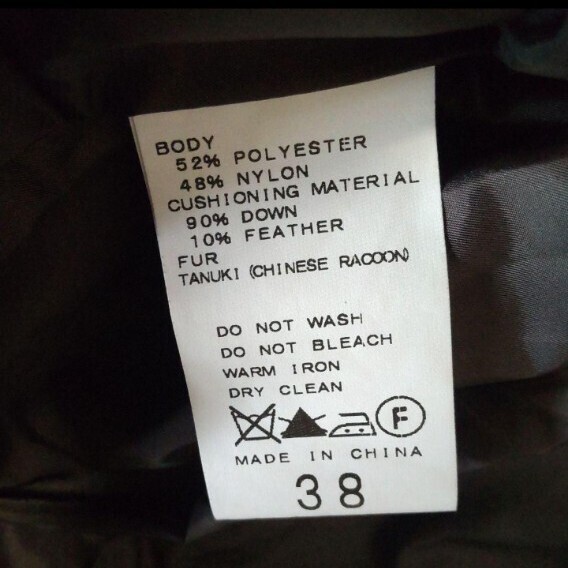 BODY
52% POLYESTER
48% NYLON
CUSHIONING MATERIAL
90% DOWN
10% FEATHER
FUR
TANUKI (CHINESE RACOON)
DO NOT WASH
DO NOT BLEACH
WARM IRON
DRY CLEAN
F
MADE IN CHINA
38